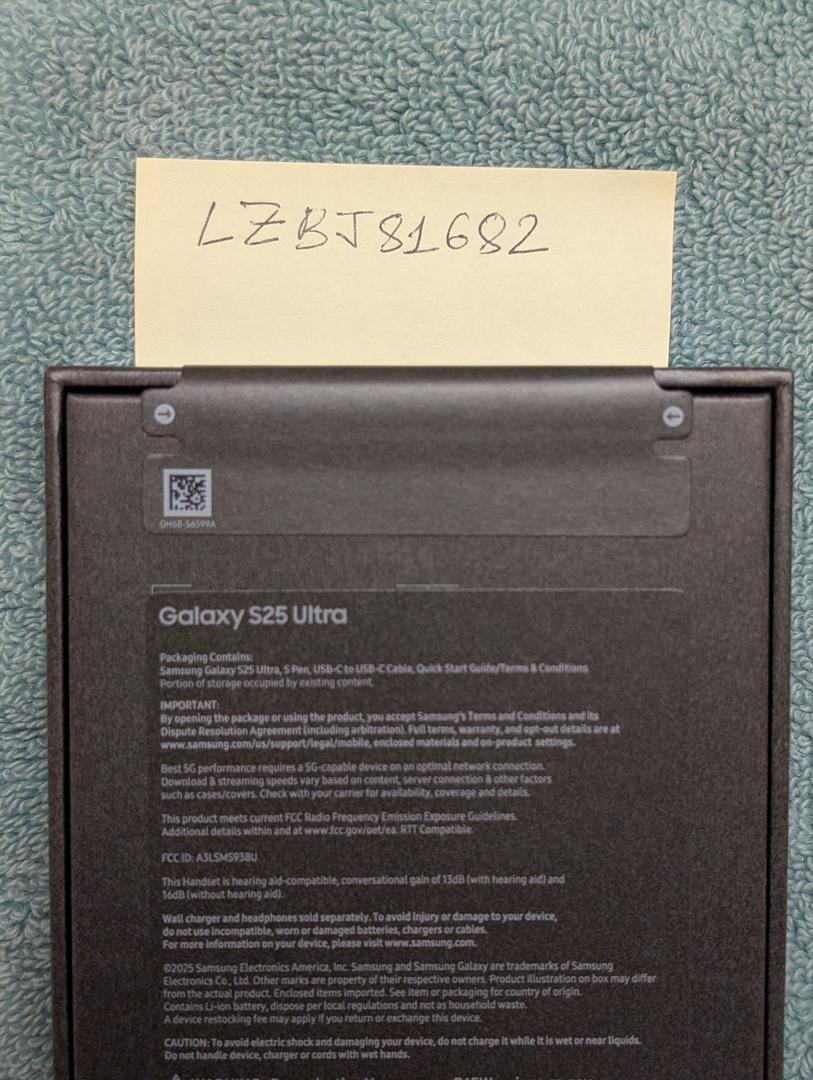 LZBJ81682
GH68-56599A
Galaxy S25 Ultra
Packaging Contains:
Samsung Galaxy S25 Ultra, S Pen, USB-C to USB-C Cable, Quick Start Guide/Terms & Conditions
Portion of storage occupied by existing content.
IMPORTANT:
By opening the package or using the product, you accept Samsung's Terms and Conditions and its
Dispute Resolution Agreement (including arbitration). Full terms, warranty, and opt-out details are at
www.samsung.com/us/support/legal/mobile, enclosed materials and on-product settings.
Best 5G performance requires a 5G-capable device on an optimal network connection.
Download & streaming speeds vary based on content, server connection & other factors
such as cases/covers. Check with your carrier for availability, coverage and details.
This product meets current FCC Radio Frequency Emission Exposure Guidelines.
Additional details within and at www.fcc.gov/oet/ea. RTT Compatible.
FCC ID: A3LSMS938U
This Handset is hearing aid-compatible, conversational gain of 13dB (with hearing aid) and
16dB (without hearing aid).
Wall charger and headphones sold separately. To avoid injury or damage to your device,
do not use incompatible, worn or damaged batteries, chargers or cables.
For more information on your device, please visit www.samsung.com.
©2025 Samsung Electronics America, Inc. Samsung and Samsung Galaxy are trademarks of Samsung
Electronics Co., Ltd. Other marks are property of their respective owners. Product illustration on box may differ
from the actual product. Enclosed items imported. See item or packaging for country of origin.
Contains Li-ion battery, dispose per local regulations and not as household waste.
A device restocking fee may apply if you return or exchange this device.
CAUTION: To avoid electric shock and damaging your device, do not charge it while it is wet or near liquids.
Do not handle device, charger or cords with wet hands.